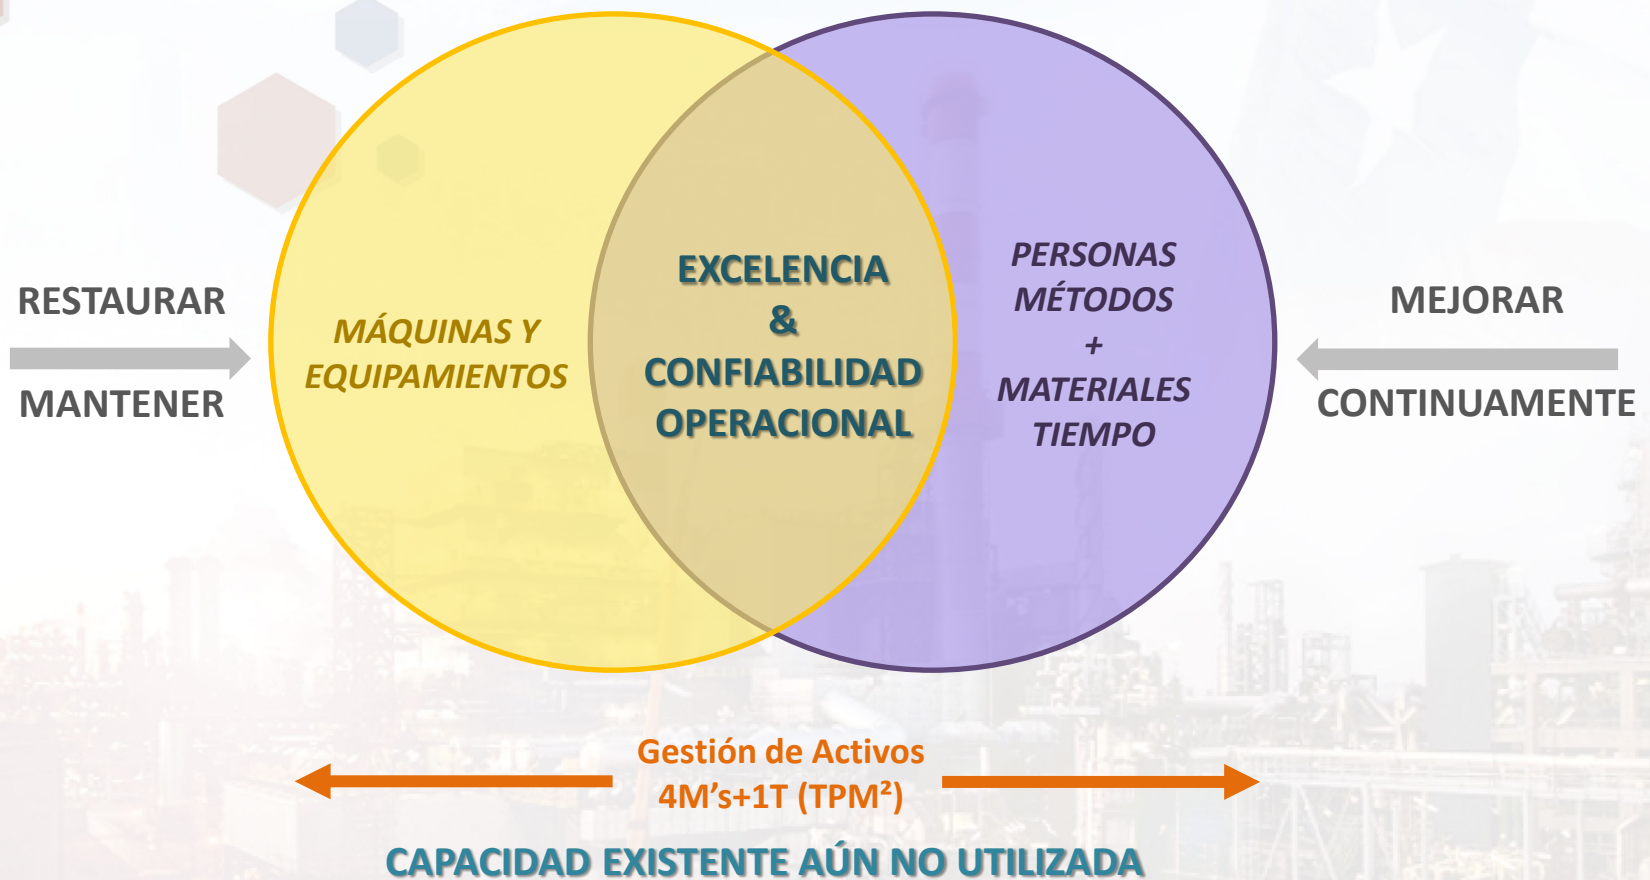 RESTAURAR
MANTENER
MÁQUINAS Y
EQUIPAMIENTOS
EXCELENCIA
&
CONFIABILIDAD
OPERACIONAL
PERSONAS
MÉTODOS
+
MATERIALES
TIEMPO
MEJORAR
CONTINUAMENTE
Gestión de Activos
4M’s+1T (TPM²)
CAPACIDAD EXISTENTE AÚN NO UTILIZADA